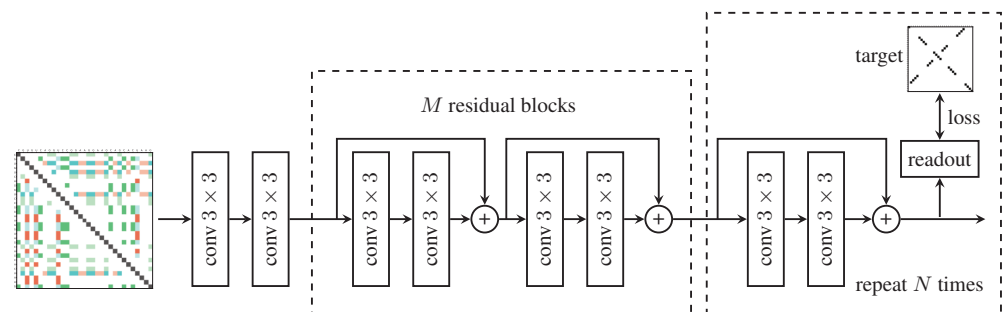 target
loss
readout
M residual blocks
conv 3 × 3
conv 3 × 3
conv 3 × 3
conv 3 × 3
+
conv 3 × 3
conv 3 × 3
+
conv 3 × 3
conv 3 × 3
+
repeat N times